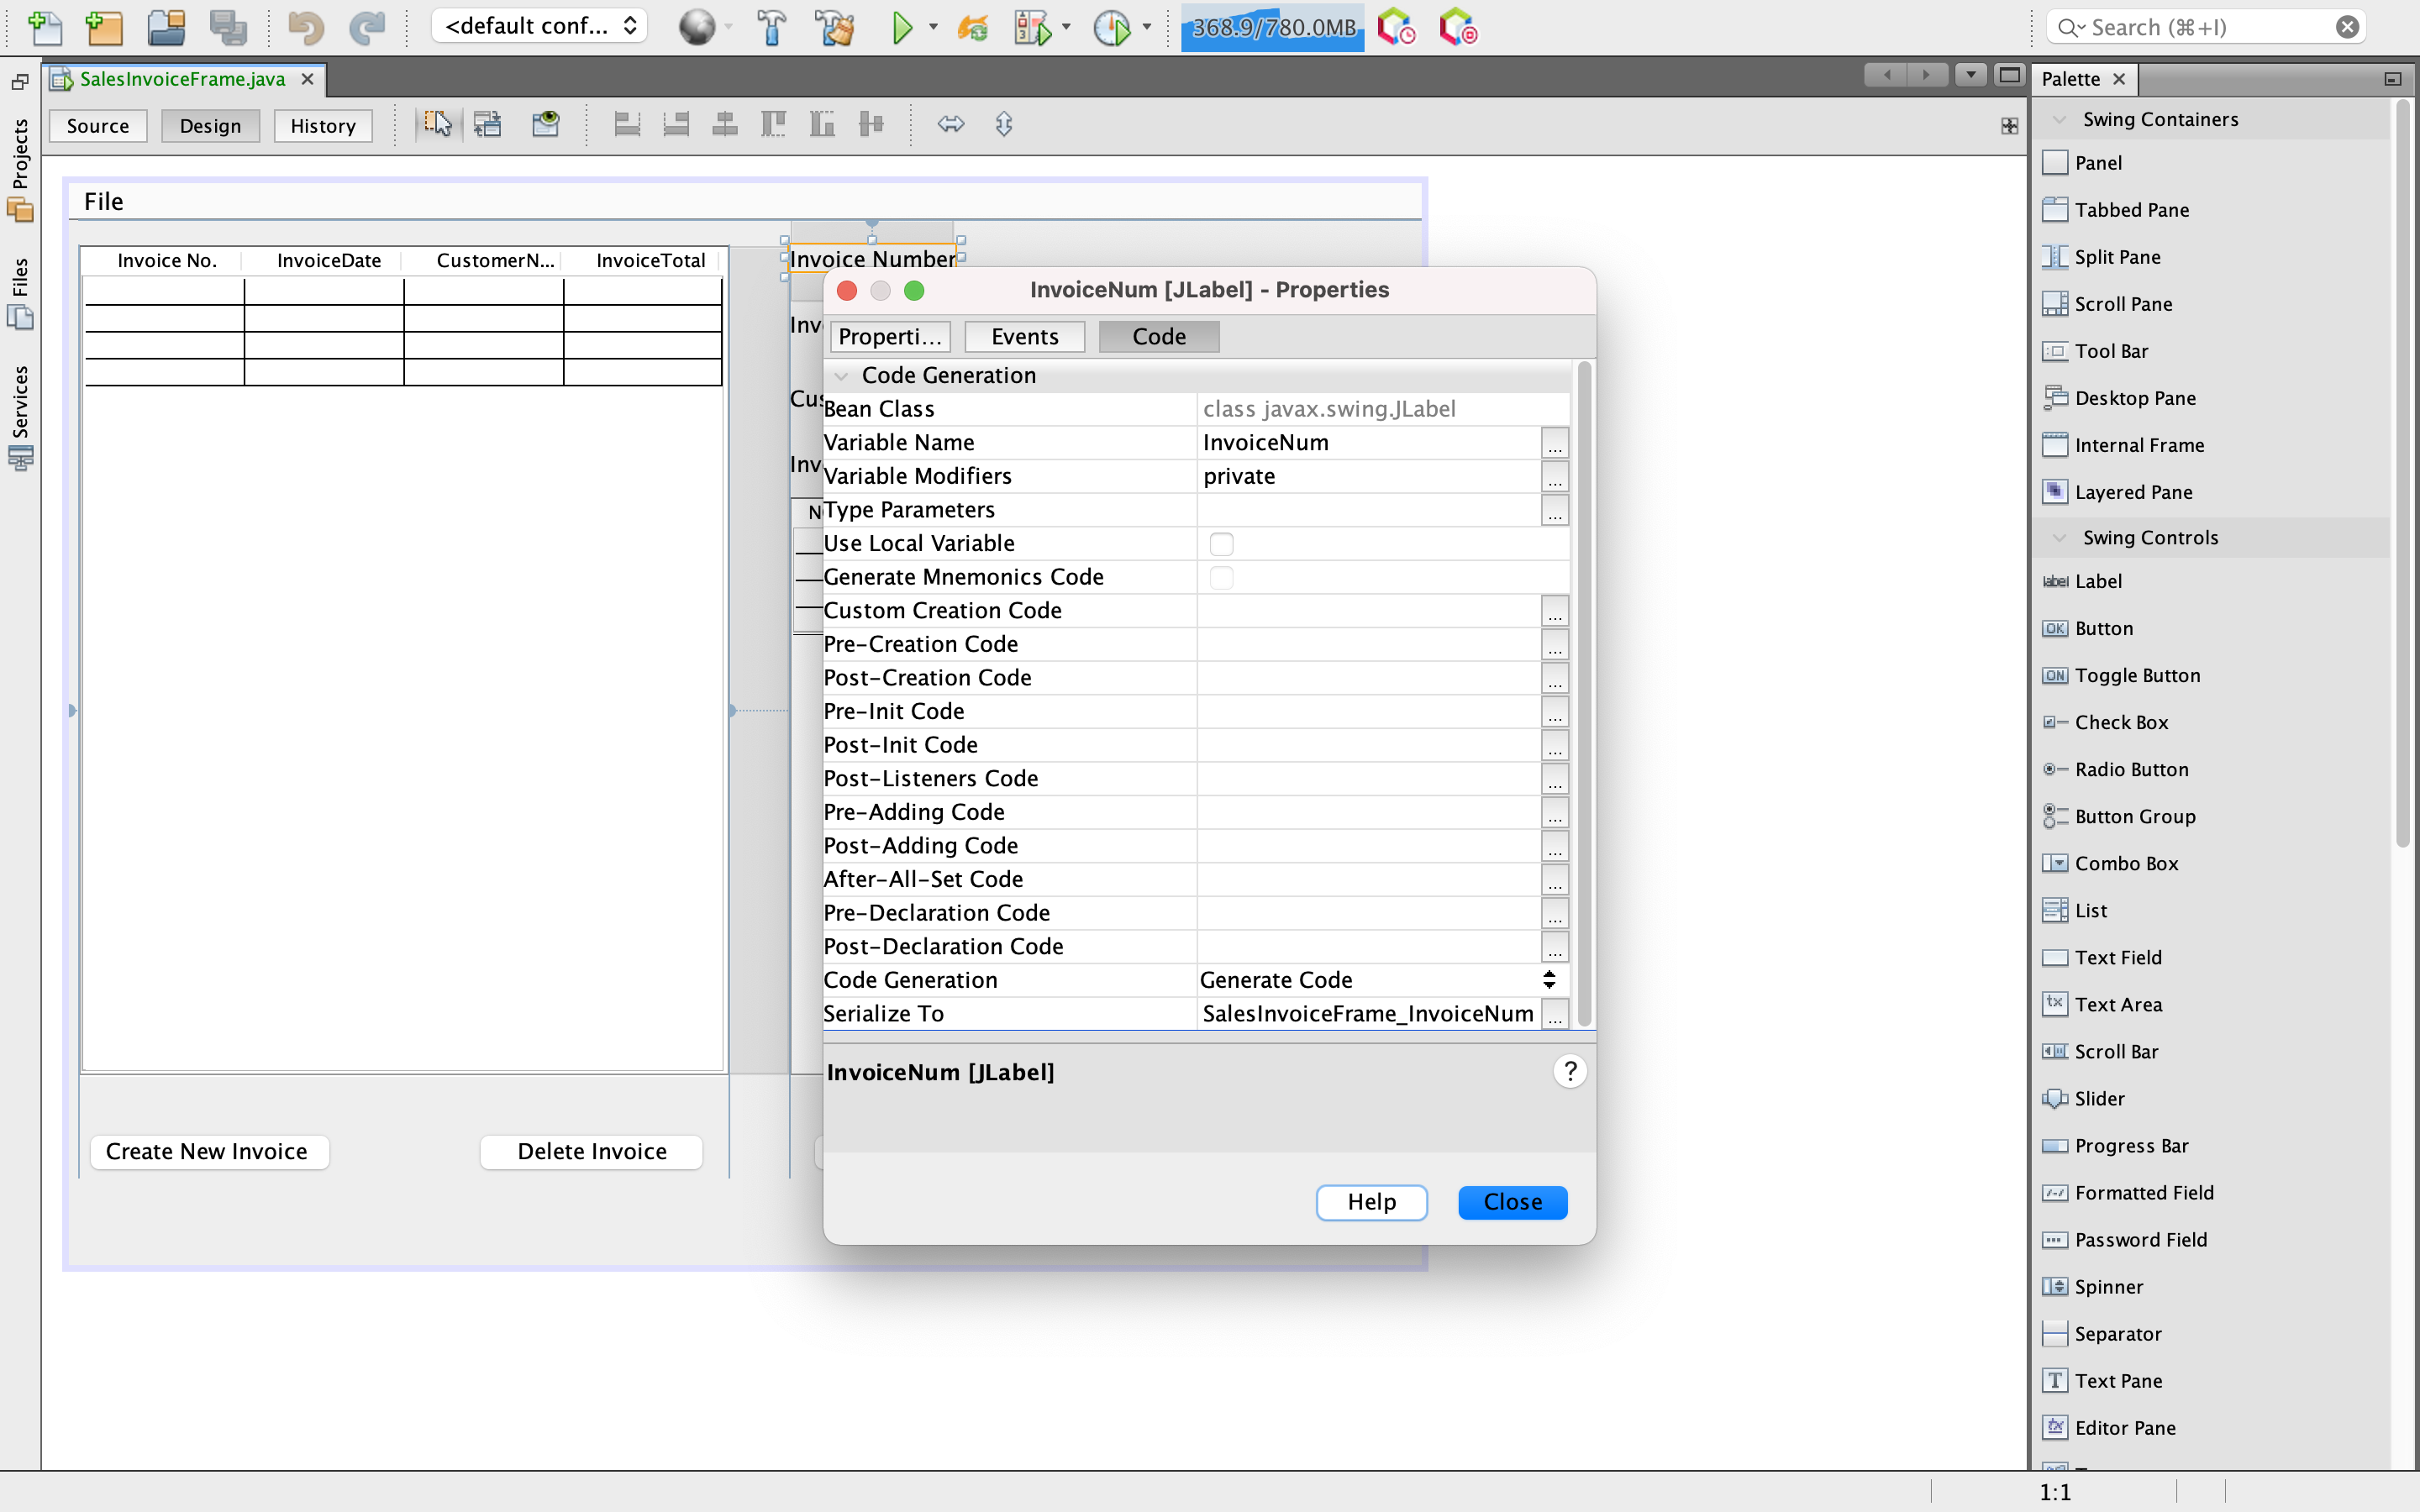 <default conf...
368.9/780.0MB
Search (⌘+I)
SalesInvoiceFrame.java
Source
Design
History
Projects
Files
Services
File
Invoice No.
InvoiceDate
CustomerN...
InvoiceTotal
Invoice Number
Inv
Cus
Inv
N
Create New Invoice
Delete Invoice
InvoiceNum [JLabel] - Properties
Properti...
Events
Code
Code Generation
Bean Class
class javax.swing.JLabel
Variable Name
InvoiceNum
...
Variable Modifiers
private
...
Type Parameters
...
Use Local Variable
Generate Mnemonics Code
Custom Creation Code
...
Pre-Creation Code
...
Post-Creation Code
...
Pre-Init Code
...
Post-Init Code
...
Post-Listeners Code
...
Pre-Adding Code
...
Post-Adding Code
...
After-All-Set Code
...
Pre-Declaration Code
...
Post-Declaration Code
...
Code Generation
Generate Code
Serialize To
SalesInvoiceFrame_InvoiceNum
...
InvoiceNum [JLabel]
?
Help
Close
Palette
Swing Containers
Panel
Tabbed Pane
Split Pane
Scroll Pane
Tool Bar
Desktop Pane
Internal Frame
Layered Pane
Swing Controls
label Label
OK Button
ON Toggle Button
Check Box
Radio Button
Button Group
Combo Box
List
Text Field
tx Text Area
Scroll Bar
Slider
Progress Bar
Formatted Field
Password Field
Spinner
Separator
T Text Pane
Editor Pane
1:1